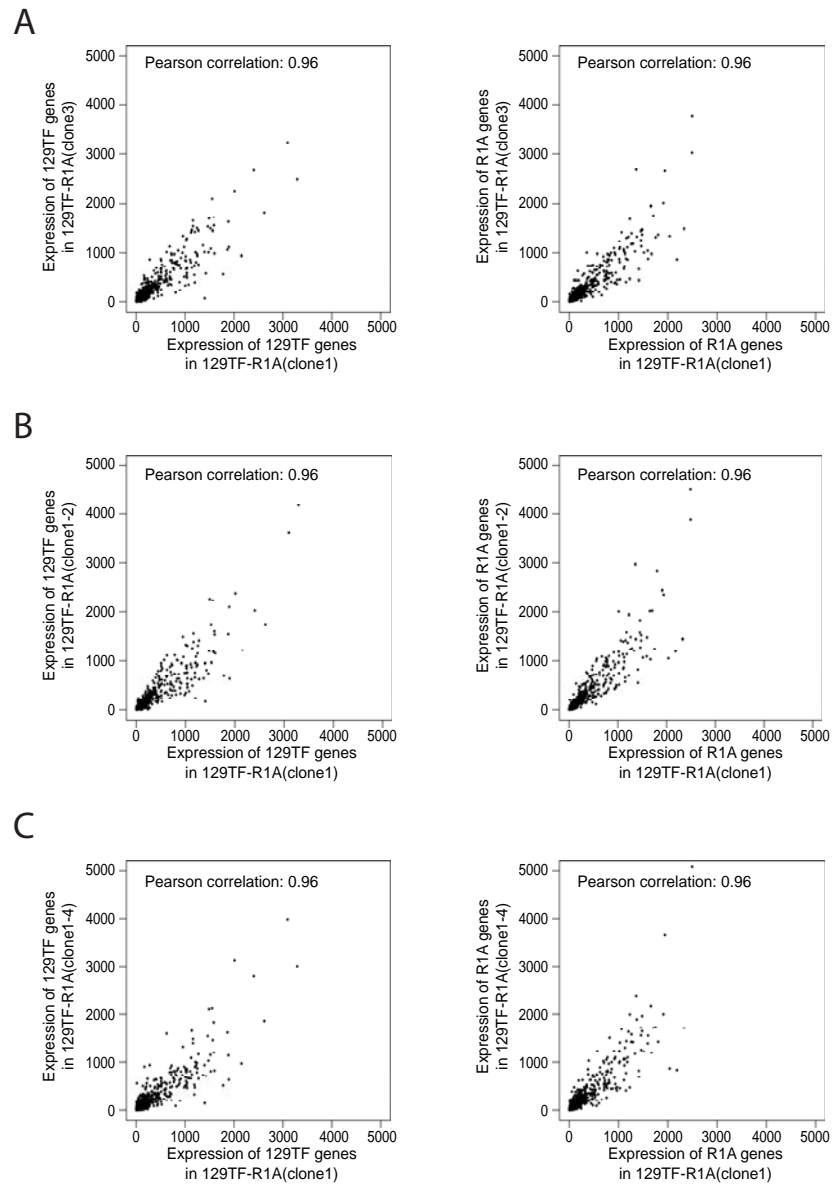 A
Expression of 129TF genes
in 129TF-R1A(clone3)
5000
4000
3000
2000
1000
0
Pearson correlation: 0.96
0 1000 2000 3000 4000 5000
Expression of 129TF genes
in 129TF-R1A(clone1)
Expression of R1A genes
in 129TF-R1A(clone3)
5000
4000
3000
2000
1000
0
Pearson correlation: 0.96
0 1000 2000 3000 4000 5000
Expression of R1A genes
in 129TF-R1A(clone1)
B
Expression of 129TF genes
in 129TF-R1A(clone1-2)
5000
4000
3000
2000
1000
0
Pearson correlation: 0.96
0 1000 2000 3000 4000 5000
Expression of 129TF genes
in 129TF-R1A(clone1)
Expression of R1A genes
in 129TF-R1A(clone1-2)
5000
4000
3000
2000
1000
0
Pearson correlation: 0.96
0 1000 2000 3000 4000 5000
Expression of R1A genes
in 129TF-R1A(clone1)
C
Expression of 129TF genes
in 129TF-R1A(clone1-4)
5000
4000
3000
2000
1000
0
Pearson correlation: 0.96
0 1000 2000 3000 4000 5000
Expression of 129TF genes
in 129TF-R1A(clone1)
Expression of R1A genes
in 129TF-R1A(clone1-4)
5000
4000
3000
2000
1000
0
Pearson correlation: 0.96
0 1000 2000 3000 4000 5000
Expression of R1A genes
in 129TF-R1A(clone1)